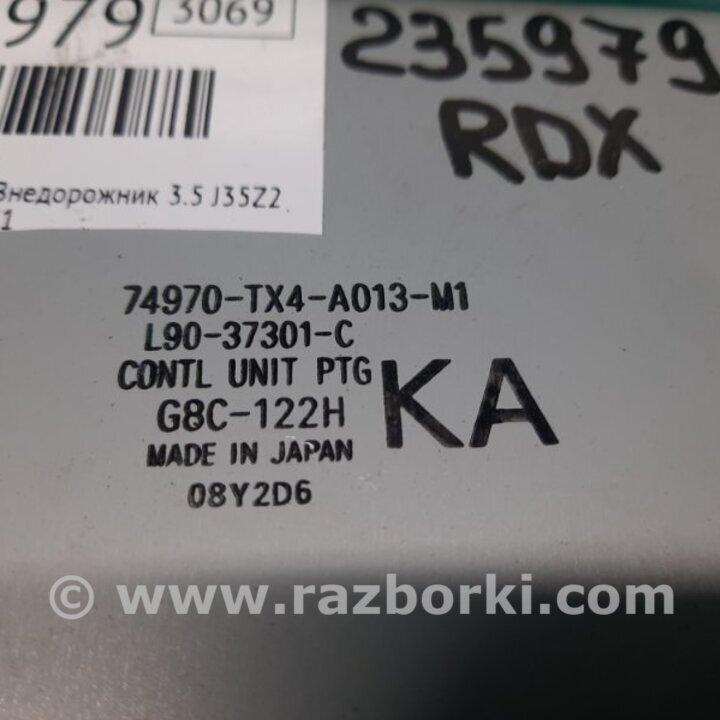 979 3069
235979
RDX
Внедорожник 3.5 J35Z2
1
74970-TX4-A013-M1
L90-37301-C
CONTL UNIT PTG
G8C-122H
KA
MADE IN JAPAN
08Y2D6
© www.razborki.com